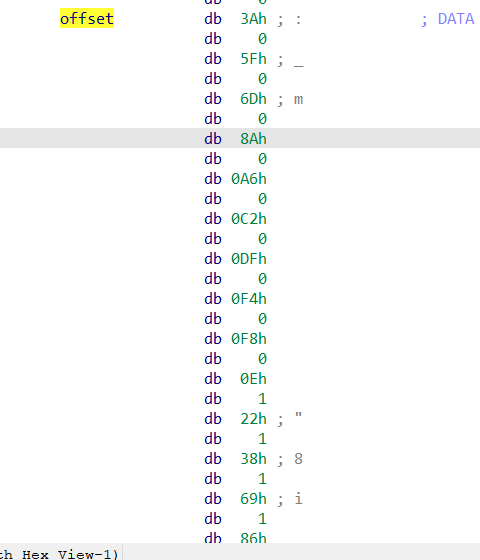 db 0
offset db 3Ah ; : ; DATA
db 0
db 5Fh ; _
db 0
db 6Dh ; m
db 0
db 8Ah
db 0
db 0A6h
db 0
db 0C2h
db 0
db 0DFh
db 0
db 0F4h
db 0
db 0F8h
db 0
db 0Eh
db 1
db 22h ; "
db 1
db 38h ; 8
db 1
db 69h ; i
db 1
db 86h
Hex View-1)